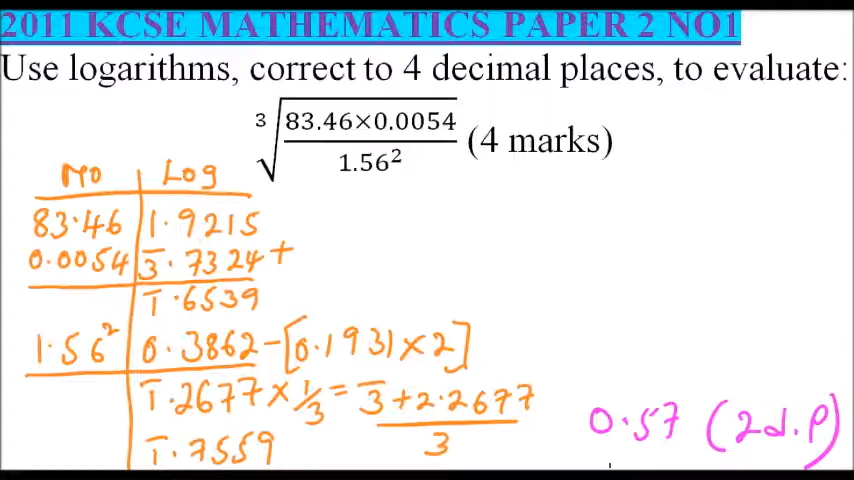 2011 KCSE MATHEMATICS PAPER 2 NO1
Use logarithms, correct to 4 decimal places, to evaluate:
∛((83.46×0.0054)/1.56²) (4 marks)
No | Log
83.46 | 1.9215
0.0054 | 3̄.7324 +
1̄.6539
1.56² | 0.3862 - [0.1931 × 2]
1̄.2677 × 1/3 = (3̄ + 2.2677)/3
1̄.7559
0.57 (2d.p)